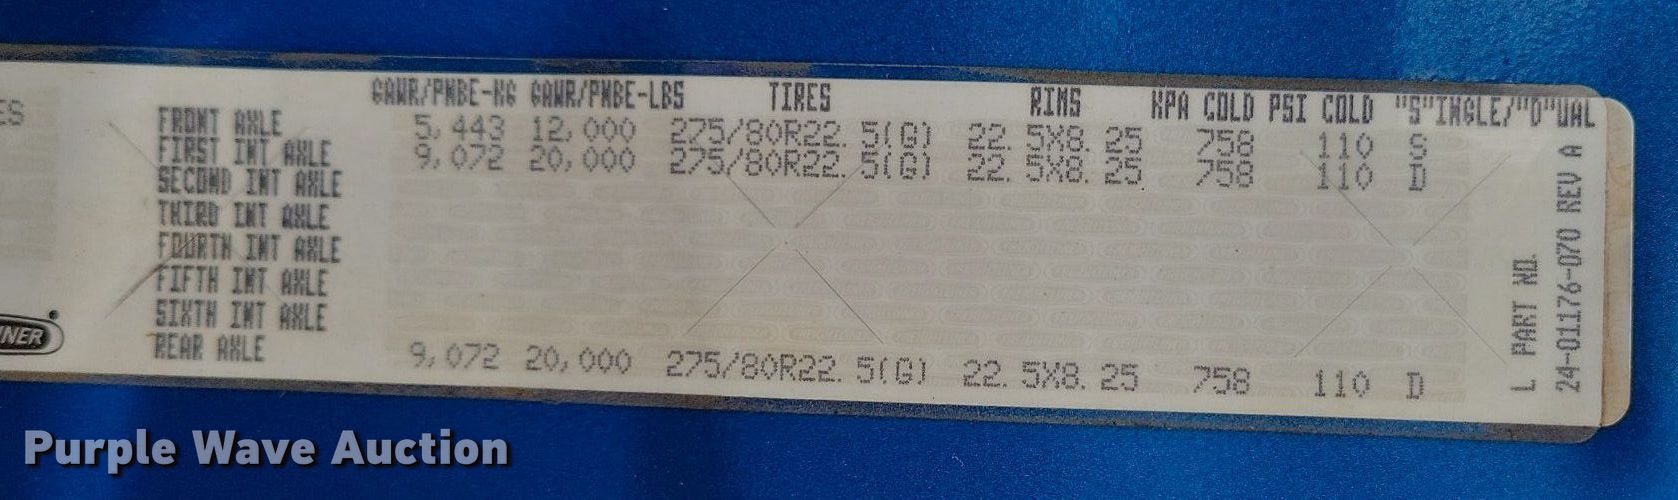 ES
GAWR/PNBE-KG GAWR/PNBE-LBS TIRES RIMS KPA COLD PSI COLD "S"INGLE/"D"UAL
FRONT AXLE 5,443 12,000 275/80R22.5(G) 22.5X8.25 758 110 S
FIRST INT AXLE 9,072 20,000 275/80R22.5(G) 22.5X8.25 758 110 D
SECOND INT AXLE
THIRD INT AXLE
FOURTH INT AXLE
FIFTH INT AXLE
SIXTH INT AXLE
REAR AXLE 9,072 20,000 275/80R22.5(G) 22.5X8.25 758 110 D
L PART NO.
24-01176-070 REV A
NER
Purple Wave Auction